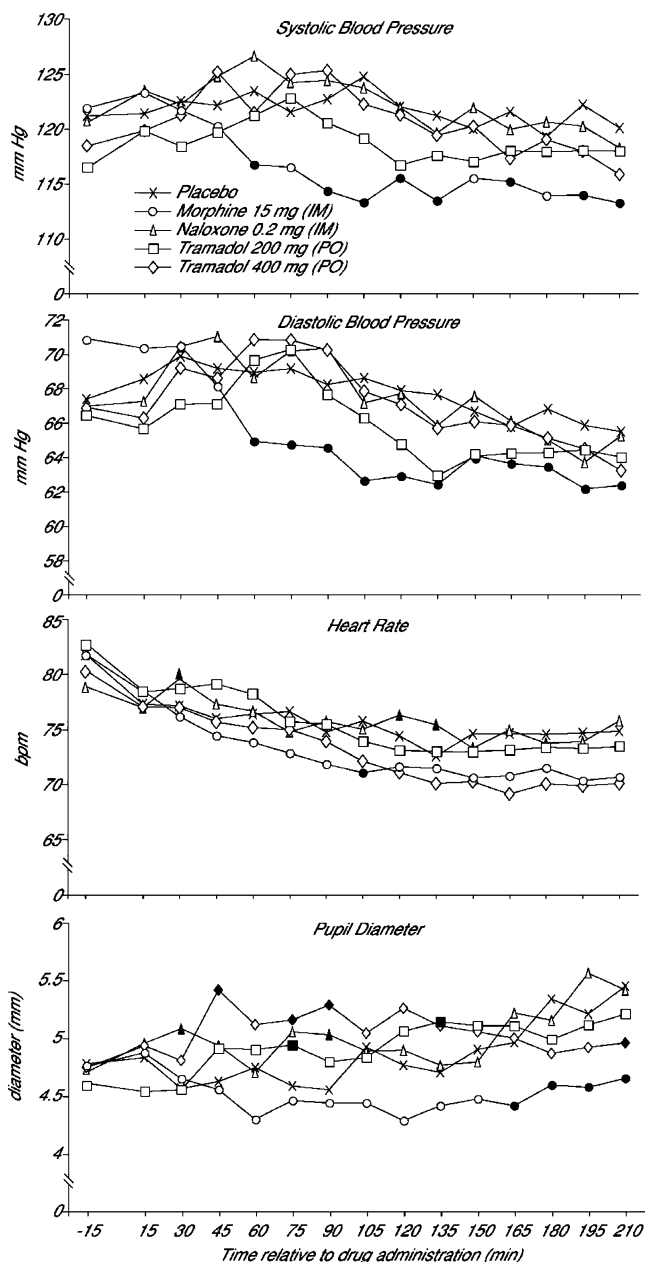 Systolic Blood Pressure
130
125
120
115
110
0
mm Hg
Placebo
Morphine 15 mg (IM)
Naloxone 0.2 mg (IM)
Tramadol 200 mg (PO)
Tramadol 400 mg (PO)
Diastolic Blood Pressure
72
70
68
66
64
62
60
58
0
mm Hg
Heart Rate
85
80
75
70
65
0
bpm
Pupil Diameter
6
5.5
5
4.5
4
0
diameter (mm)
-15 15 30 45 60 75 90 105 120 135 150 165 180 195 210
Time relative to drug administration (min)